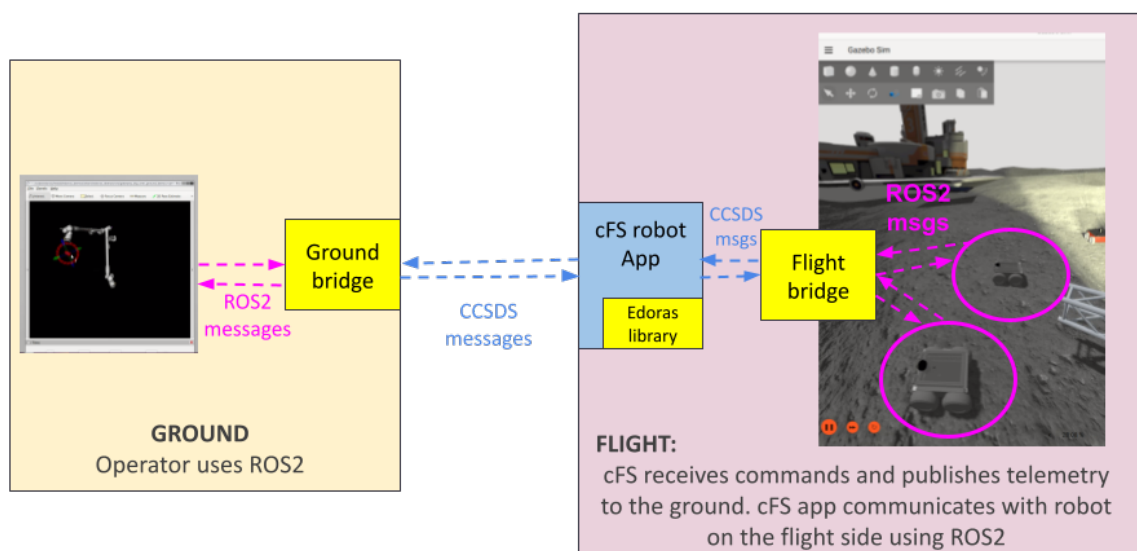 Gazebo Sim
ROS2
msgs
CCSDS
msgs
cFS robot
App
Ground
bridge
Flight
bridge
Edoras
library
ROS2
messages
CCSDS
messages
GROUND
Operator uses ROS2
FLIGHT:
cFS receives commands and publishes telemetry
to the ground. cFS app communicates with robot
on the flight side using ROS2